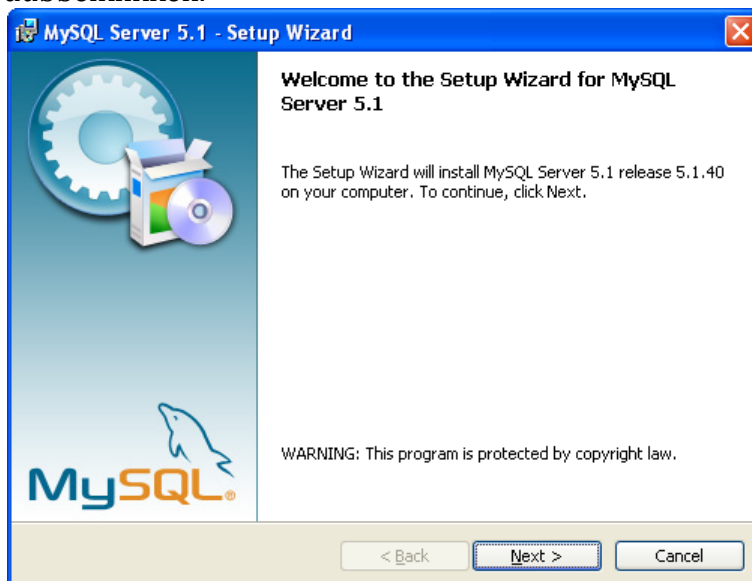 MySQL Server 5.1 - Setup Wizard
Welcome to the Setup Wizard for MySQL
Server 5.1
The Setup Wizard will install MySQL Server 5.1 release 5.1.40
on your computer. To continue, click Next.
WARNING: This program is protected by copyright law.
MySQL®
< Back
Next >
Cancel